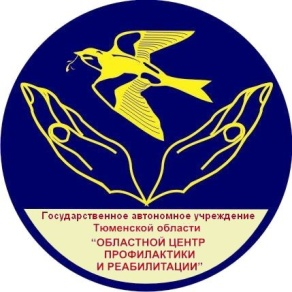 Государственное автономное учреждение
Тюменской области
“ОБЛАСТНОЙ ЦЕНТР
ПРОФИЛАКТИКИ
И РЕАБИЛИТАЦИИ”